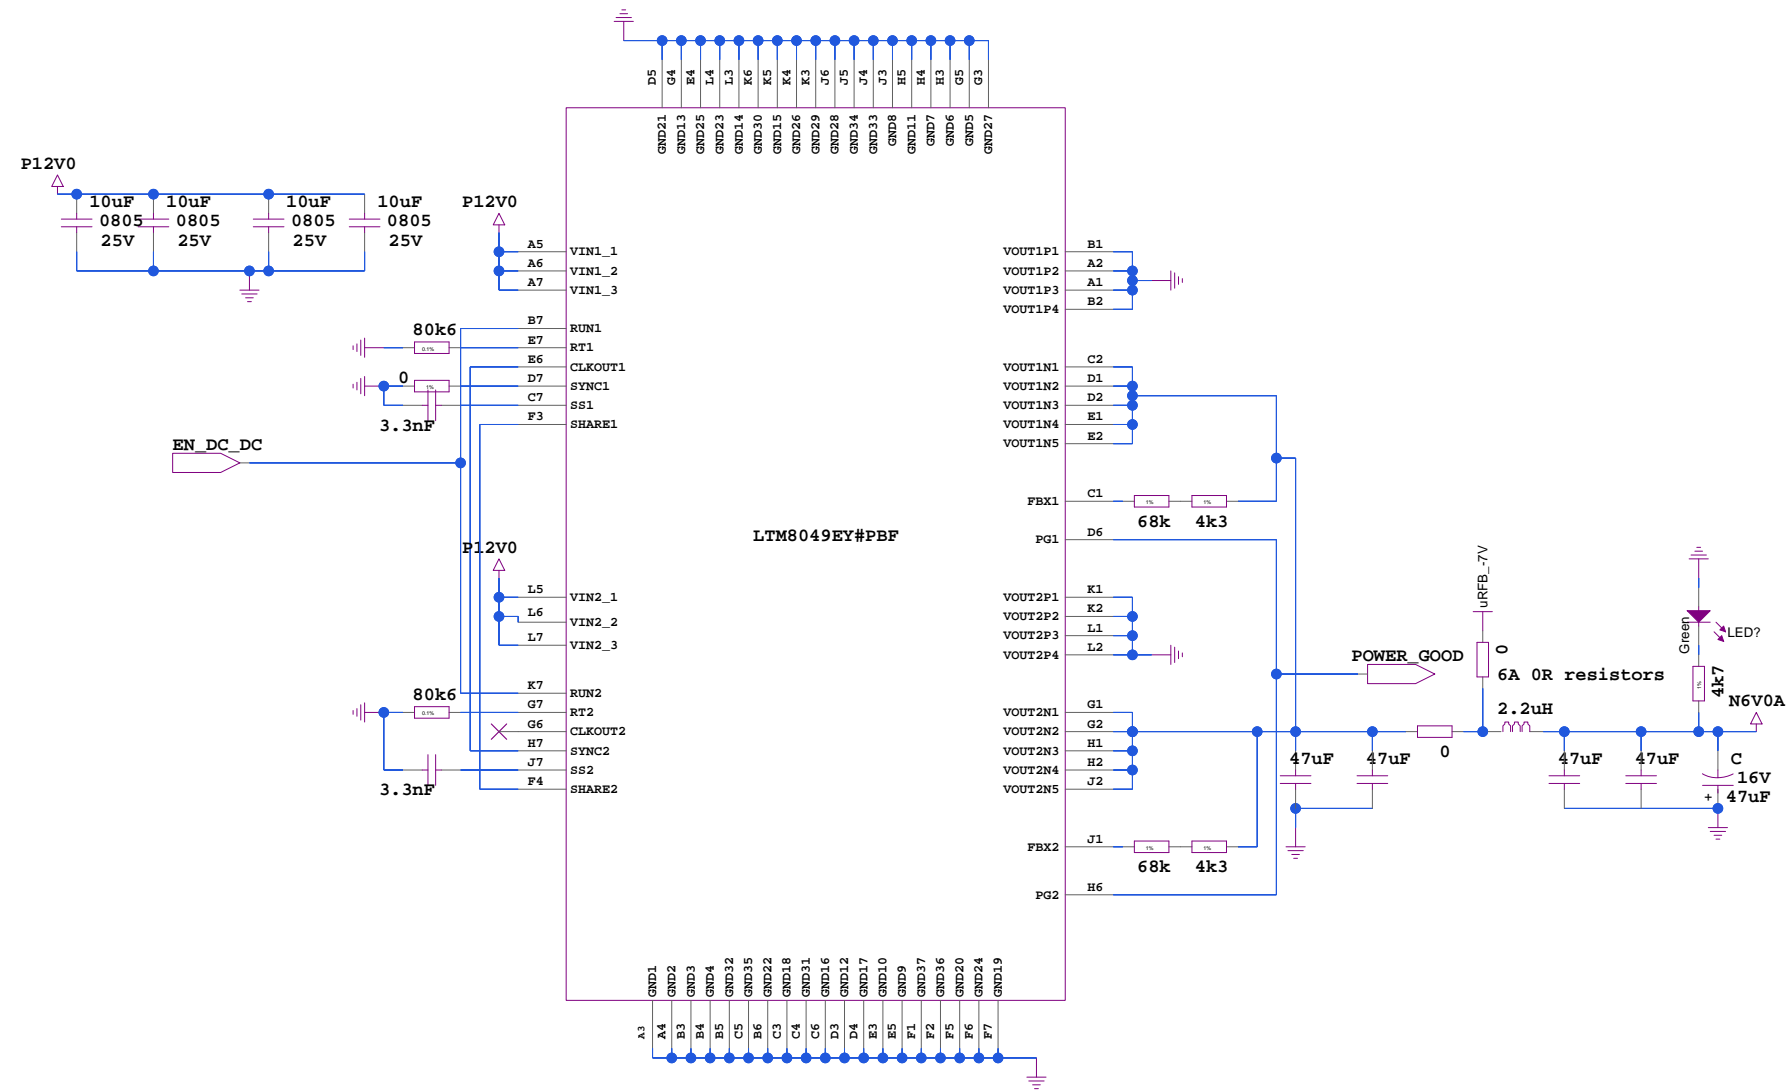 D5 G4 E4 L4 L3 K6 K5 K4 K3 J6 J5 J4 J3 H5 H4 H3 G5 G3
GND21 GND13 GND25 GND23 GND14 GND30 GND15 GND26 GND29 GND28 GND34 GND33 GND8 GND11 GND7 GND6 GND5 GND27
P12V0
10uF 10uF 10uF 10uF
0805 0805 0805 0805
25V 25V 25V 25V
P12V0
A5 VIN1_1
A6 VIN1_2
A7 VIN1_3
B7 RUN1
80k6
0.1%
E7 RT1
E6 CLKOUT1
0
1%
D7 SYNC1
C7 SS1
3.3nF
F3 SHARE1
EN_DC_DC
P12V0
L5 VIN2_1
L6 VIN2_2
L7 VIN2_3
K7 RUN2
80k6
0.1%
G7 RT2
G6 CLKOUT2
H7 SYNC2
J7 SS2
3.3nF
F4 SHARE2
LTM8049EY#PBF
VOUT1P1 B1
VOUT1P2 A2
VOUT1P3 A1
VOUT1P4 B2
VOUT1N1 C2
VOUT1N2 D1
VOUT1N3 D2
VOUT1N4 E1
VOUT1N5 E2
FBX1 C1
1% 1%
68k 4k3
PG1 D6
VOUT2P1 K1
VOUT2P2 K2
VOUT2P3 L1
VOUT2P4 L2
VOUT2N1 G1
VOUT2N2 G2
VOUT2N3 H1
VOUT2N4 H2
VOUT2N5 J2
FBX2 J1
1% 1%
68k 4k3
PG2 H6
POWER_GOOD
uRFB_-7V
0
6A 0R resistors
2.2uH
0
47uF 47uF 47uF 47uF
Green
LED?
1%
4k7
N6V0A
C
16V
+ 47uF
GND1 GND2 GND3 GND4 GND32 GND35 GND22 GND18 GND31 GND16 GND12 GND17 GND10 GND9 GND37 GND36 GND20 GND24 GND19
A3 A4 B3 B4 B5 C5 B6 C3 C4 C6 D3 D4 E3 E5 F1 F2 F5 F6 F7